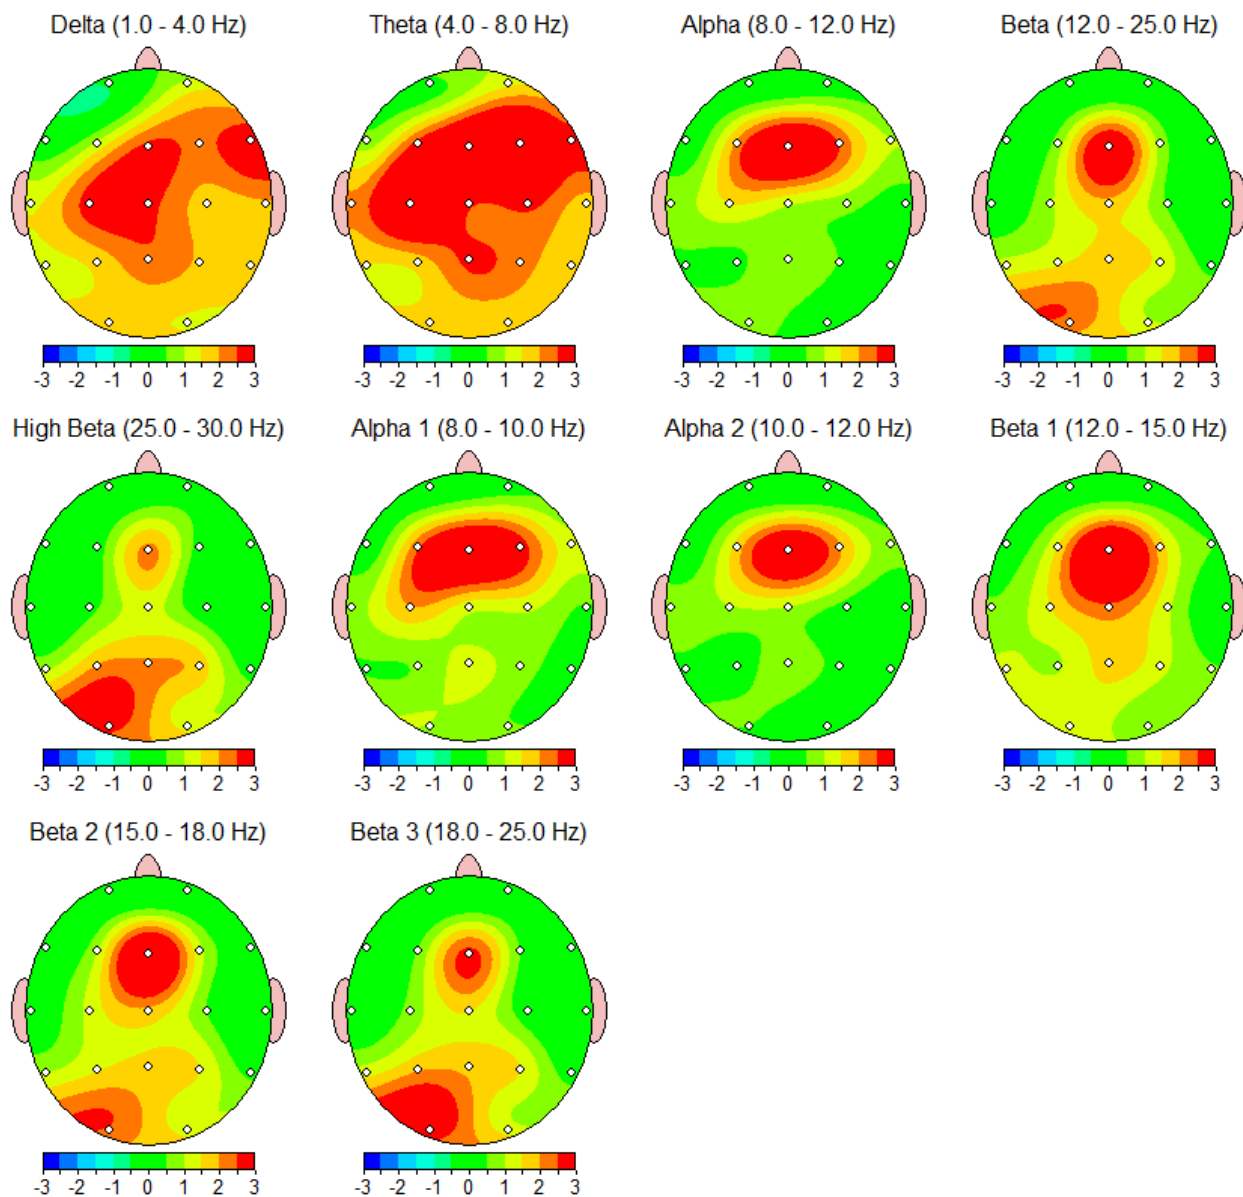 Delta (1.0 - 4.0 Hz) Theta (4.0 - 8.0 Hz) Alpha (8.0 - 12.0 Hz) Beta (12.0 - 25.0 Hz)
-3 -2 -1 0 1 2 3 -3 -2 -1 0 1 2 3 -3 -2 -1 0 1 2 3 -3 -2 -1 0 1 2 3
High Beta (25.0 - 30.0 Hz) Alpha 1 (8.0 - 10.0 Hz) Alpha 2 (10.0 - 12.0 Hz) Beta 1 (12.0 - 15.0 Hz)
-3 -2 -1 0 1 2 3 -3 -2 -1 0 1 2 3 -3 -2 -1 0 1 2 3 -3 -2 -1 0 1 2 3
Beta 2 (15.0 - 18.0 Hz) Beta 3 (18.0 - 25.0 Hz)
-3 -2 -1 0 1 2 3 -3 -2 -1 0 1 2 3